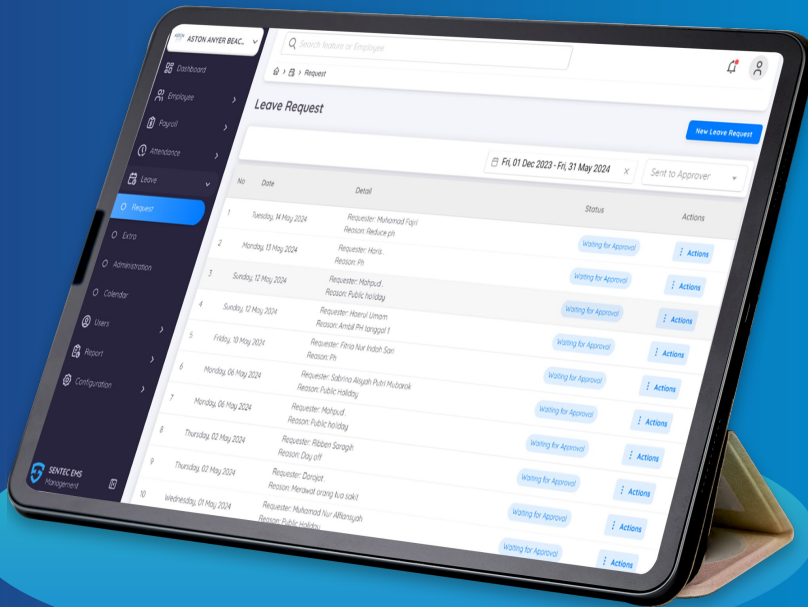 ASTON ANYER BEAC..
Search feature or Employee
> > Request
Dashboard
Employee
Payroll
Attendance
Leave
Request
Extra
Administration
Calendar
Users
Report
Configuration
SENTEC EMS
Management
Leave Request
New Leave Request
Fri, 01 Dec 2023 - Fri, 31 May 2024 ×
Sent to Approver
No Date Detail Status Actions
1 Tuesday, 14 May 2024 Requester: Muhamad Fajri Waiting for Approval Actions
Reason: Reduce ph
2 Monday, 13 May 2024 Requester: Haris . Waiting for Approval Actions
Reason: Ph
3 Sunday, 12 May 2024 Requester: Mahpud . Waiting for Approval Actions
Reason: Public holiday
4 Sunday, 12 May 2024 Requester: Haerul Umam Waiting for Approval Actions
Reason: Ambil PH tanggal 1
5 Friday, 10 May 2024 Requester: Fitria Nur Indah Sari Waiting for Approval Actions
Reason: Ph
6 Monday, 06 May 2024 Requester: Sabrina Aisyah Putri Mubarok Waiting for Approval Actions
Reason: Public Holiday
7 Monday, 06 May 2024 Requester: Mahpud . Waiting for Approval Actions
Reason: Public holiday
8 Thursday, 02 May 2024 Requester: Ribben Saragih Waiting for Approval Actions
Reason: Day off
9 Thursday, 02 May 2024 Requester: Darajat . Waiting for Approval Actions
Reason: Merawat orang tua sakit
10 Wednesday, 01 May 2024 Requester: Muhamad Nur Alfiansyah Waiting for Approval Actions
Reason: Public Holiday